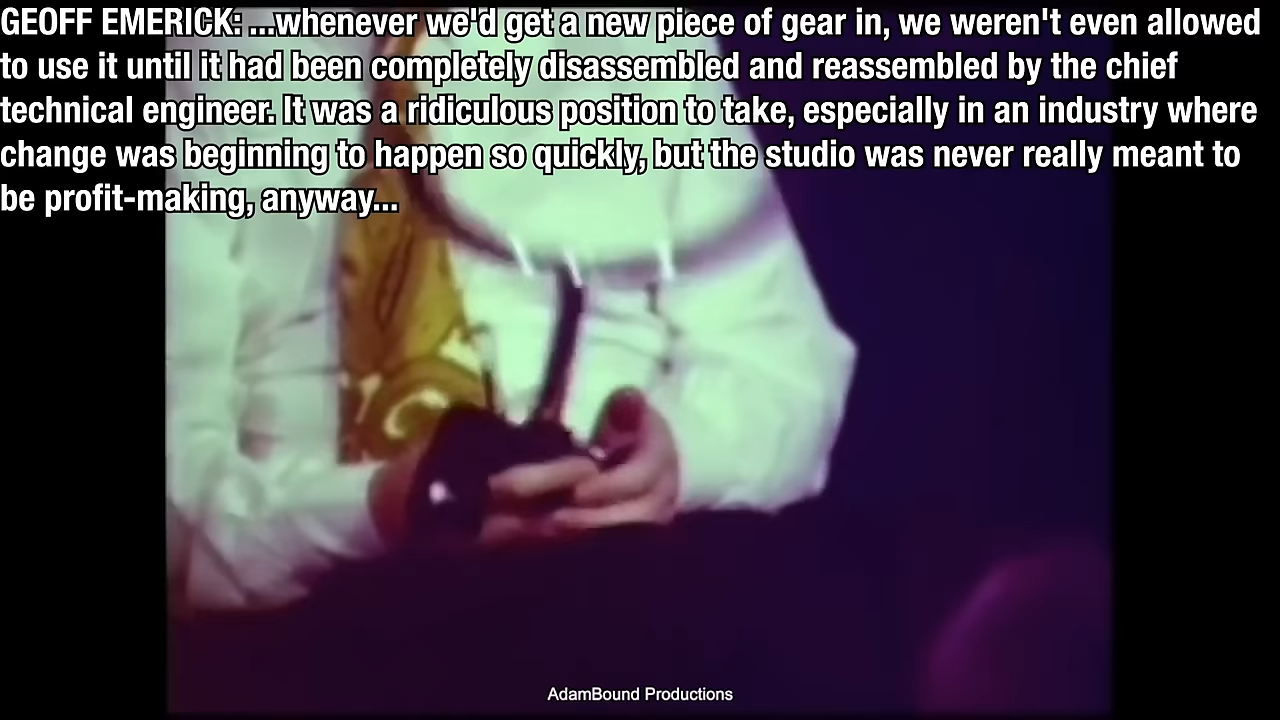 GEOFF EMERICK: ...whenever we'd get a new piece of gear in, we weren't even allowed
to use it until it had been completely disassembled and reassembled by the chief
technical engineer. It was a ridiculous position to take, especially in an industry where
change was beginning to happen so quickly, but the studio was never really meant to
be profit-making, anyway...
AdamBound Productions